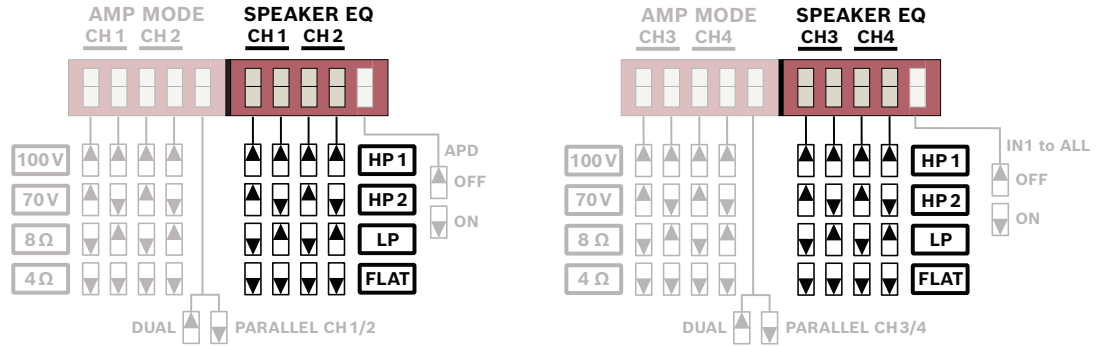 AMP MODE SPEAKER EQ
CH 1 CH 2 CH 1 CH 2
100 V HP 1
APD
OFF
70 V HP 2
ON
8 Ω LP
4 Ω FLAT
DUAL PARALLEL CH 1/2
AMP MODE SPEAKER EQ
CH3 CH4 CH3 CH4
IN1 to ALL
100 V HP 1
OFF
70 V HP 2
ON
8 Ω LP
4 Ω FLAT
DUAL PARALLEL CH 3/4